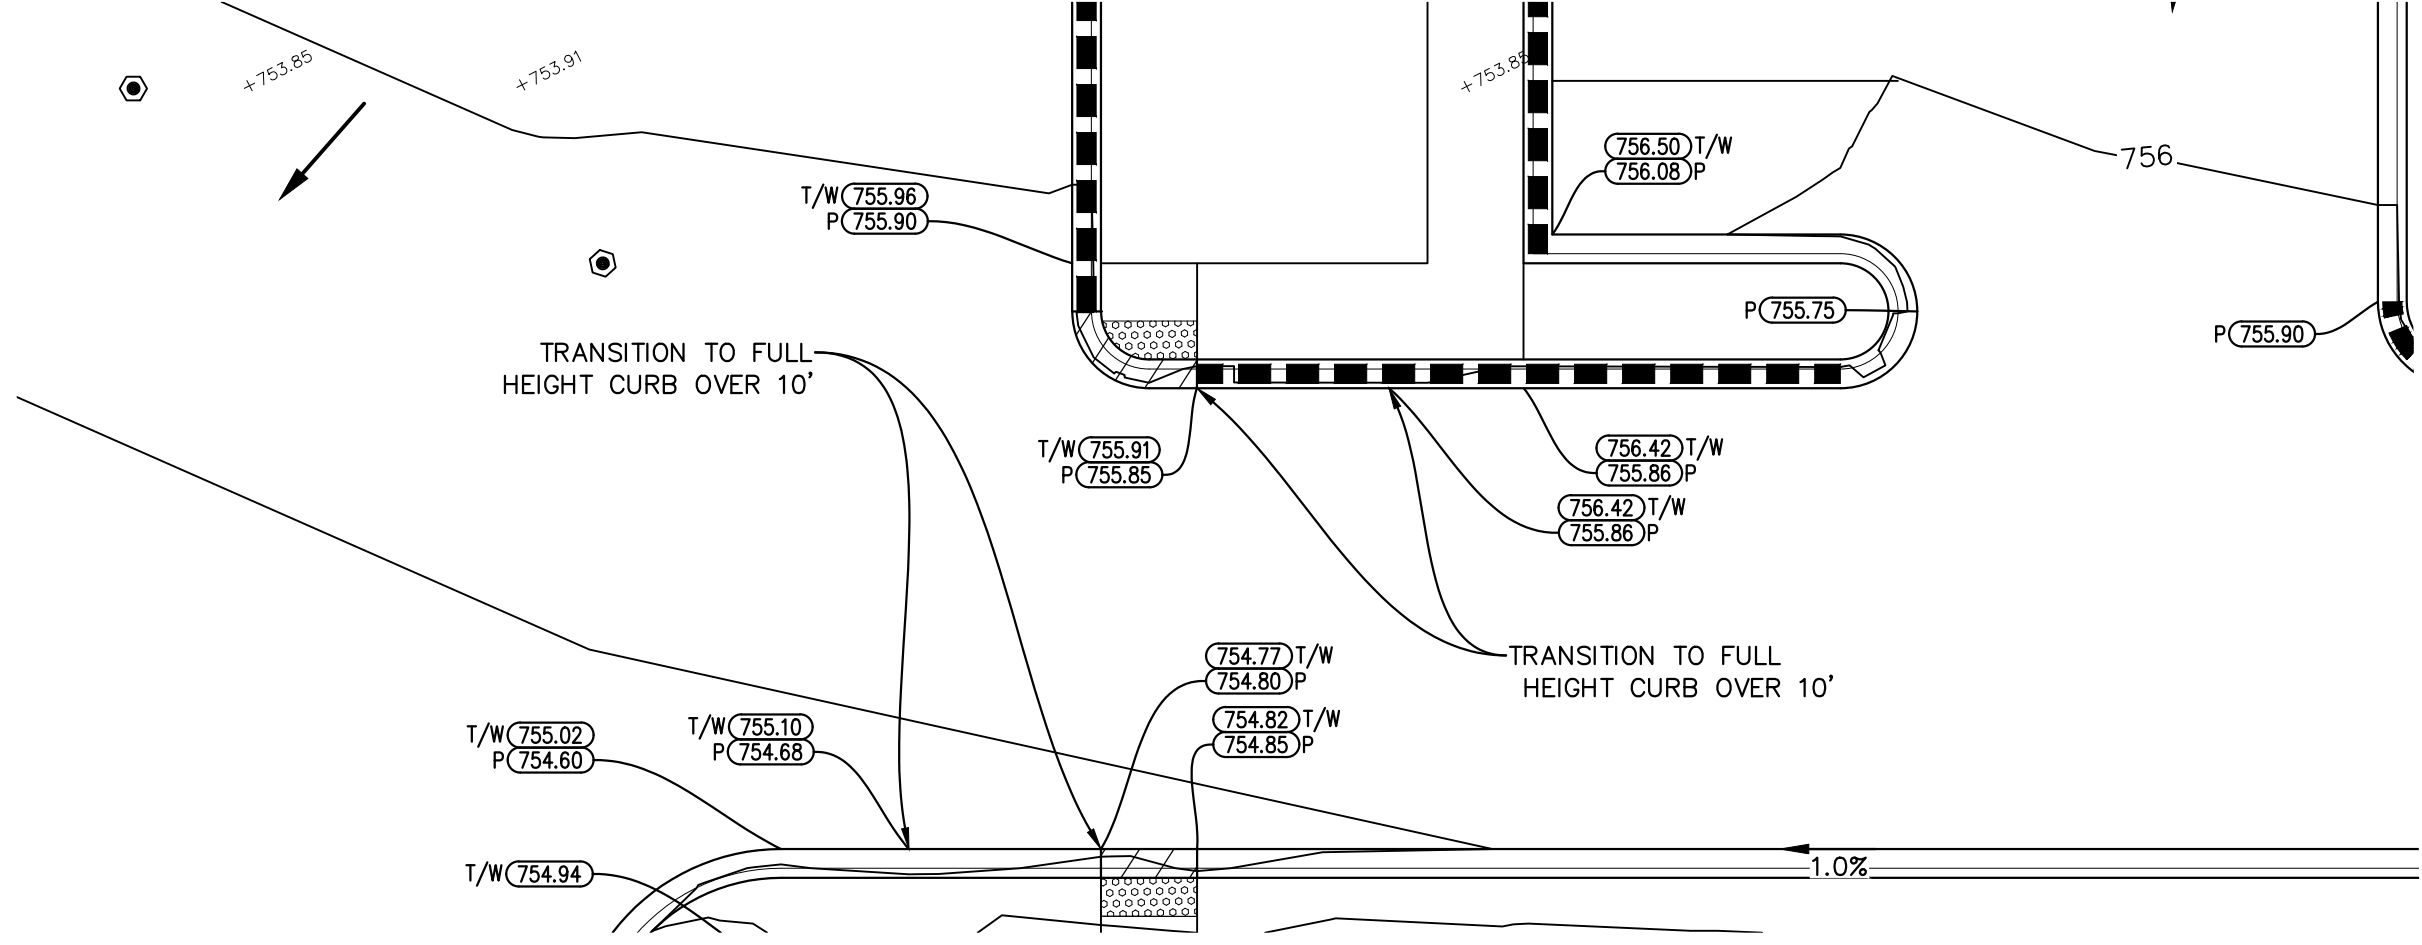 +753.85
+753.91
+753.85
756.50 T/W
756.08 P
756
T/W 755.96
P 755.90
P 755.75
P 755.90
TRANSITION TO FULL
HEIGHT CURB OVER 10'
T/W 755.91
P 755.85
756.42 T/W
755.86 P
756.42 T/W
755.86 P
TRANSITION TO FULL
HEIGHT CURB OVER 10'
754.77 T/W
754.80 P
754.82 T/W
754.85 P
T/W 755.10
P 754.68
T/W 755.02
P 754.60
T/W 754.94
1.0%